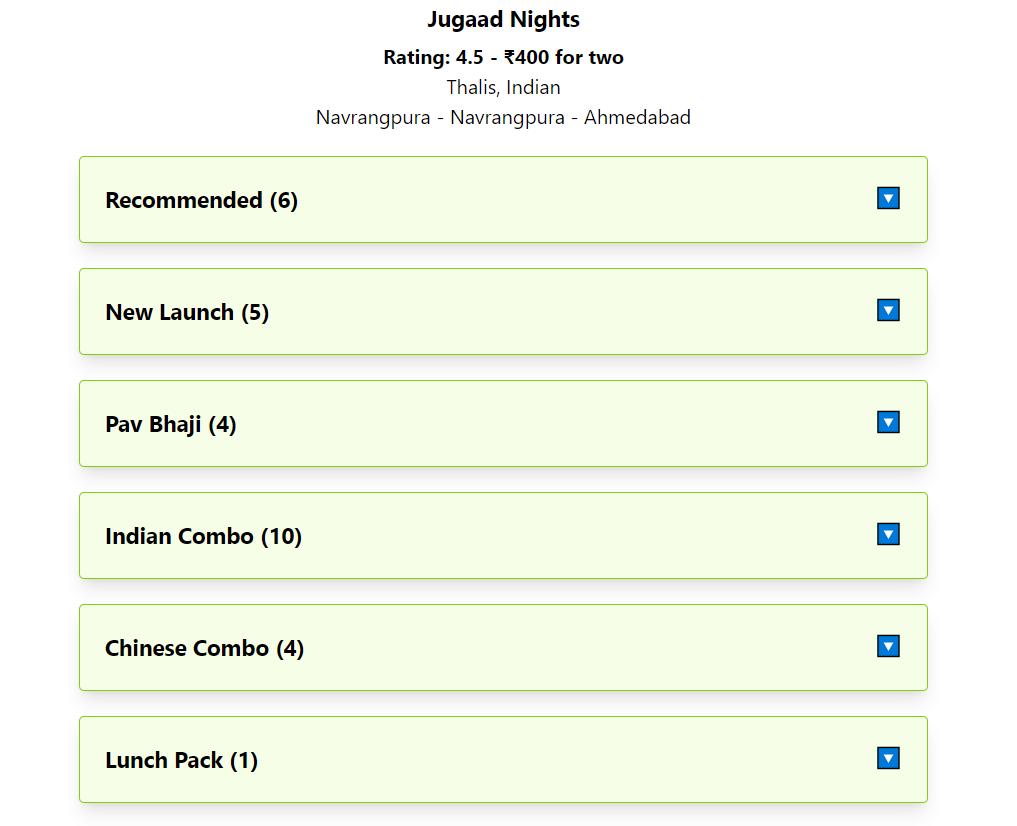 Jugaad Nights
Rating: 4.5 - ₹400 for two
Thalis, Indian
Navrangpura - Navrangpura - Ahmedabad
Recommended (6)
New Launch (5)
Pav Bhaji (4)
Indian Combo (10)
Chinese Combo (4)
Lunch Pack (1)